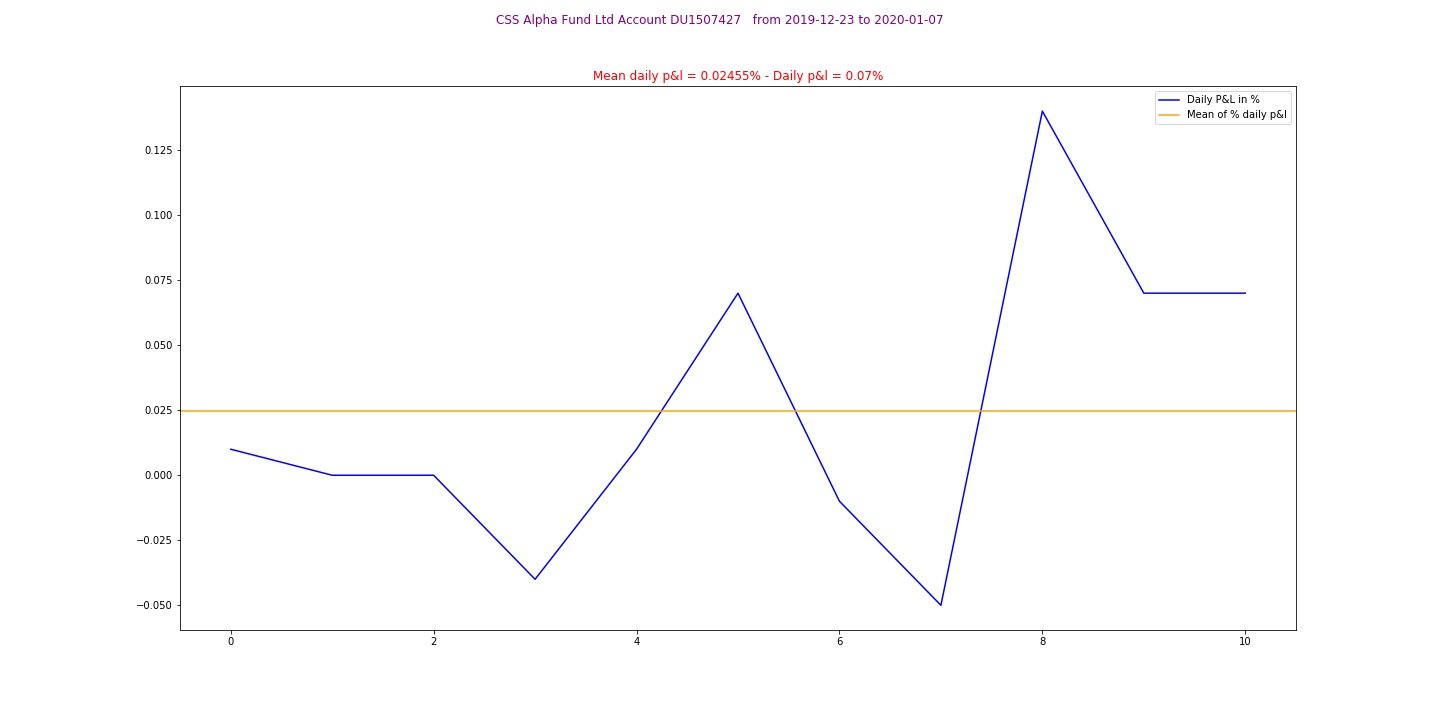 CSS Alpha Fund Ltd Account DU1507427   from 2019-12-23 to 2020-01-07
Mean daily p&l = 0.02455% - Daily p&l = 0.07%
Daily P&L in %
Mean of % daily p&l
0.125
0.100
0.075
0.050
0.025
0.000
−0.025
−0.050
0 2 4 6 8 10